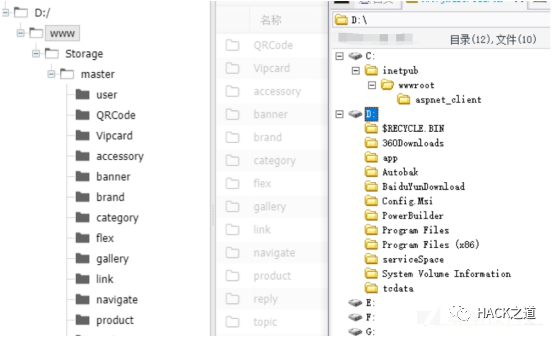 D:/
www
Storage
master
user
QRCode
Vipcard
accessory
banner
brand
category
flex
gallery
link
navigate
product
名称
QRCode
Vipcard
accessory
banner
brand
category
flex
gallery
link
navigate
product
reply
topic
D:\
目录(12),文件(10)
C:
inetpub
wwwroot
aspnet_client
D:
$RECYCLE.BIN
360Downloads
app
Autobak
BaiduYunDownload
Config.Msi
PowerBuilder
Program Files
Program Files (x86)
serviceSpace
System Volume Information
tcdata
E:
F:
G:
HACK之道